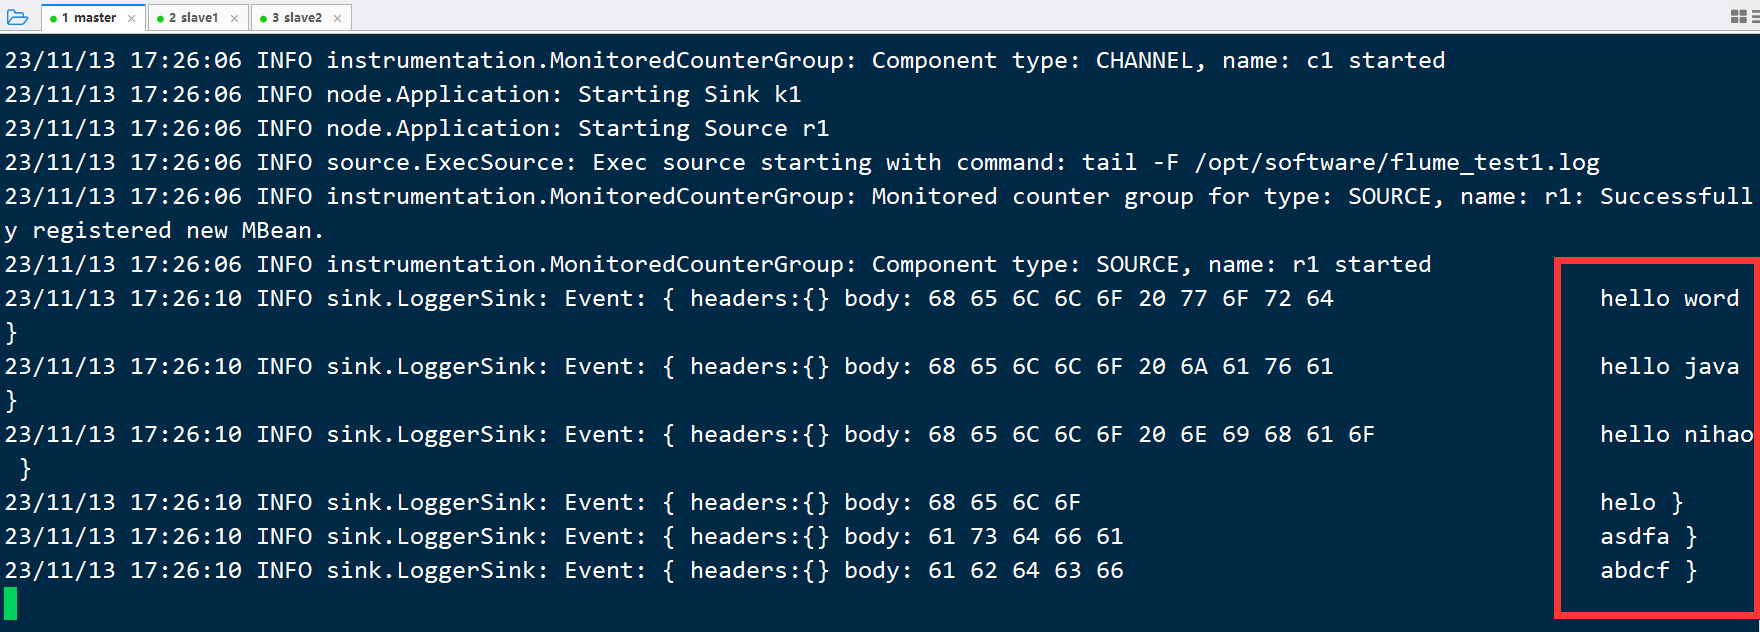 1 master × 2 slave1 × 3 slave2 ×
23/11/13 17:26:06 INFO instrumentation.MonitoredCounterGroup: Component type: CHANNEL, name: c1 started
23/11/13 17:26:06 INFO node.Application: Starting Sink k1
23/11/13 17:26:06 INFO node.Application: Starting Source r1
23/11/13 17:26:06 INFO source.ExecSource: Exec source starting with command: tail -F /opt/software/flume_test1.log
23/11/13 17:26:06 INFO instrumentation.MonitoredCounterGroup: Monitored counter group for type: SOURCE, name: r1: Successfull
y registered new MBean.
23/11/13 17:26:06 INFO instrumentation.MonitoredCounterGroup: Component type: SOURCE, name: r1 started
23/11/13 17:26:10 INFO sink.LoggerSink: Event: { headers:{} body: 68 65 6C 6C 6F 20 77 6F 72 64 hello word
}
23/11/13 17:26:10 INFO sink.LoggerSink: Event: { headers:{} body: 68 65 6C 6C 6F 20 6A 61 76 61 hello java
}
23/11/13 17:26:10 INFO sink.LoggerSink: Event: { headers:{} body: 68 65 6C 6C 6F 20 6E 69 68 61 6F hello nihao
}
23/11/13 17:26:10 INFO sink.LoggerSink: Event: { headers:{} body: 68 65 6C 6F helo }
23/11/13 17:26:10 INFO sink.LoggerSink: Event: { headers:{} body: 61 73 64 66 61 asdfa }
23/11/13 17:26:10 INFO sink.LoggerSink: Event: { headers:{} body: 61 62 64 63 66 abdcf }